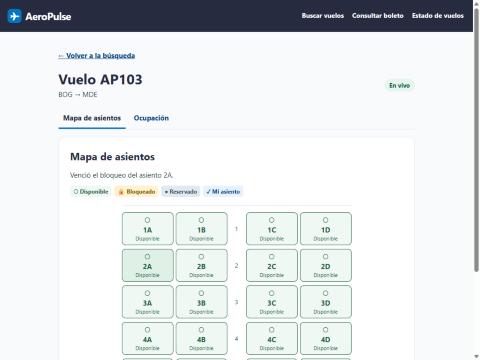 AeroPulse
Buscar vuelos Consultar boleto Estado de vuelos
← Volver a la búsqueda
Vuelo AP103
BOG → MDE
En vivo
Mapa de asientos Ocupación
Mapa de asientos
Venció el bloqueo del asiento 2A.
Disponible Bloqueado Reservado ✓ Mi asiento
1A 1B 1 1C 1D
Disponible Disponible Disponible Disponible
2A 2B 2 2C 2D
Disponible Disponible Disponible Disponible
3A 3B 3 3C 3D
Disponible Disponible Disponible Disponible
4A 4B 4 4C 4D
Disponible Disponible Disponible Disponible